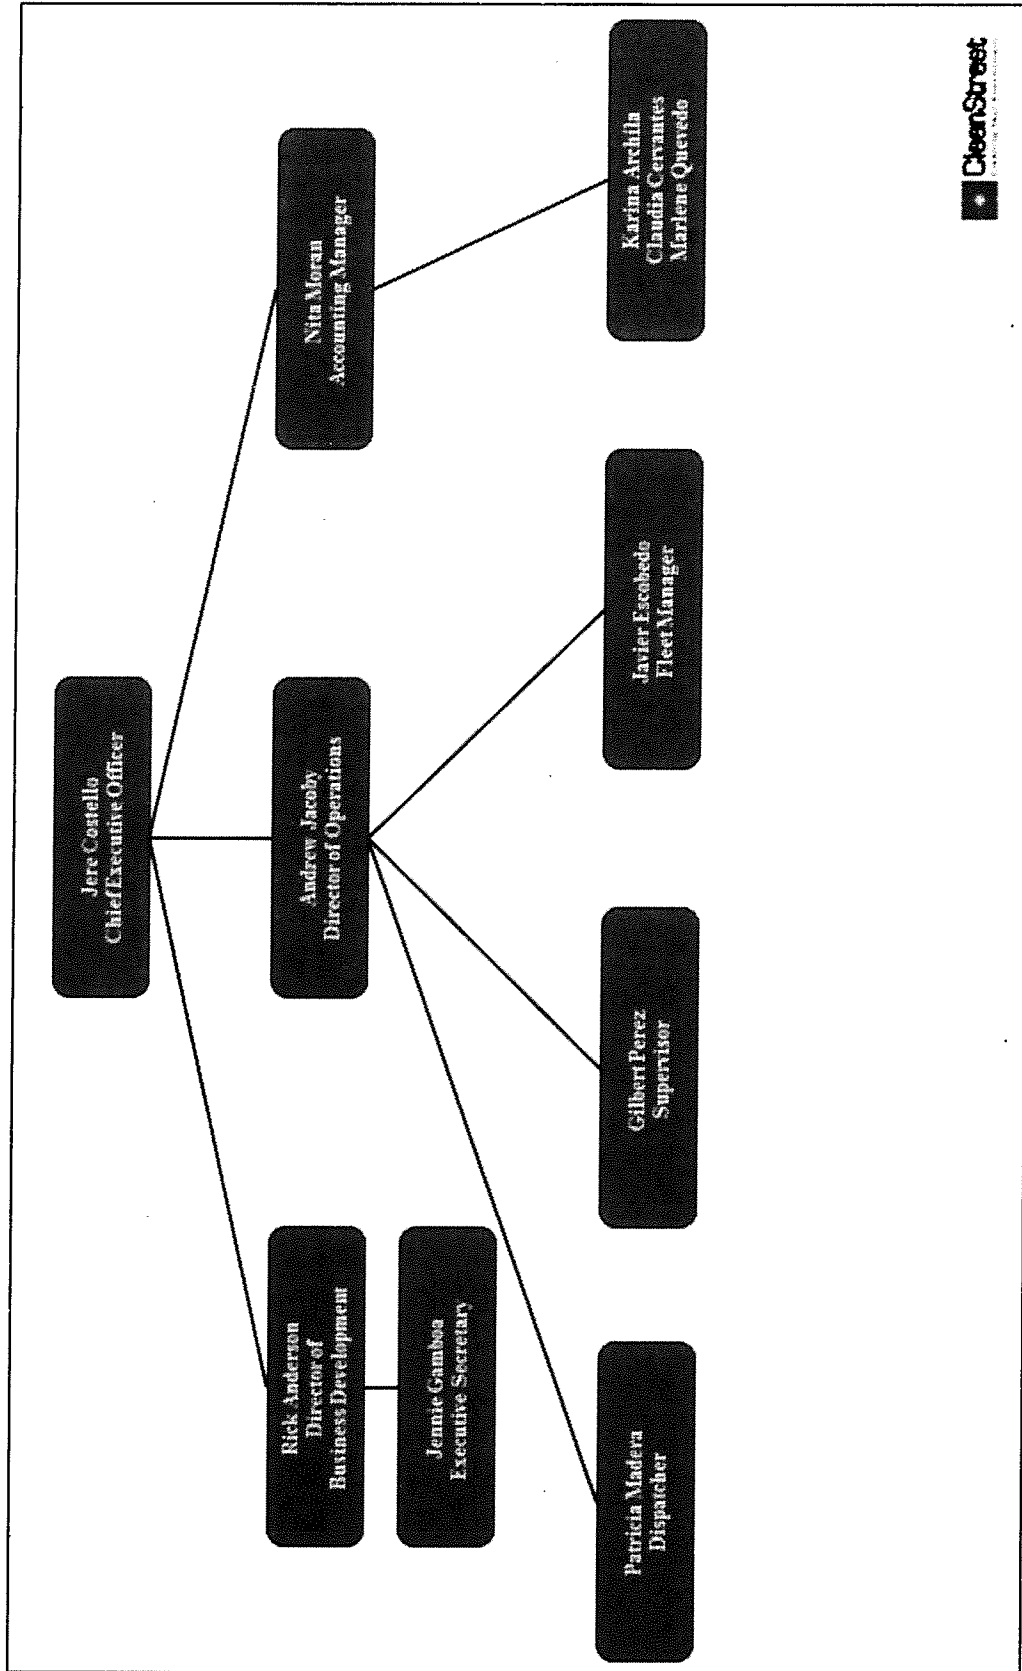 Jere Costello
Chief Executive Officer
Rick Anderson
Director of
Business Development
Andrew Jacoby
Director of Operations
Nita Moran
Accounting Manager
Jennie Gamboa
Executive Secretary
Patricia Madera
Dispatcher
Gilbert Perez
Supervisor
Javier Escobedo
Fleet Manager
Karina Archila
Claudia Cervantes
Marlene Quevedo
CleanStreet